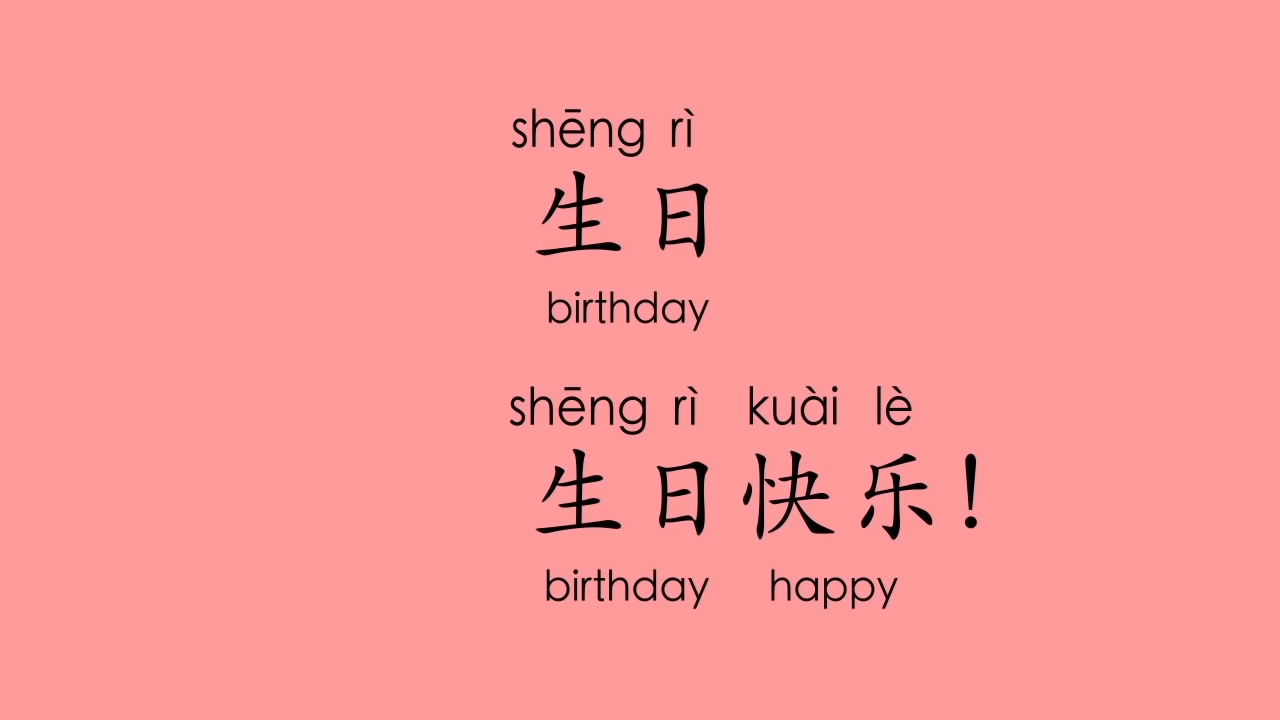 shēng rì
生日
birthday
shēng rì kuài lè
生日快乐!
birthday happy